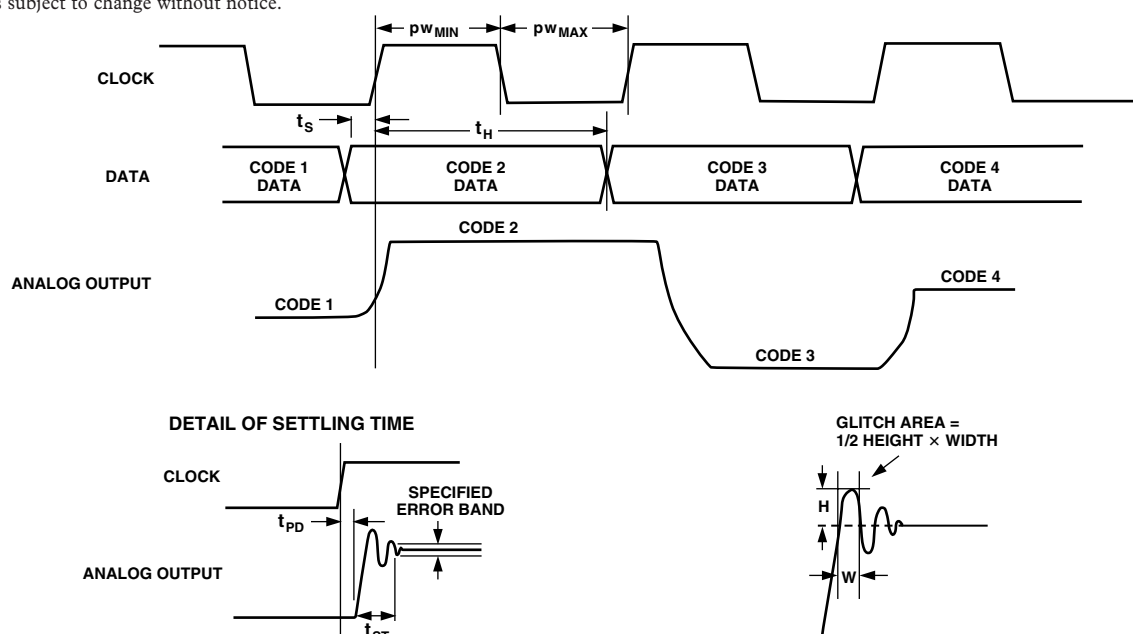 s subject to change without notice.
pwMIN
pwMAX
CLOCK
tS
tH
DATA
CODE 1
DATA
CODE 2
DATA
CODE 3
DATA
CODE 4
DATA
CODE 2
ANALOG OUTPUT
CODE 1
CODE 4
CODE 3
DETAIL OF SETTLING TIME
GLITCH AREA =
1/2 HEIGHT × WIDTH
CLOCK
SPECIFIED
ERROR BAND
H
tPD
ANALOG OUTPUT
W
tST